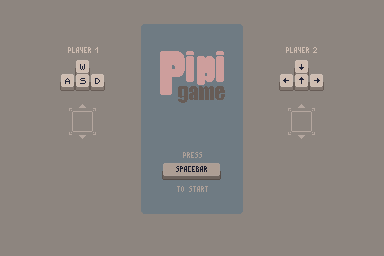 PLAYER 1
W
A S D
Pipi
game
PRESS
SPACEBAR
TO START
PLAYER 2
↓
← ↑ →